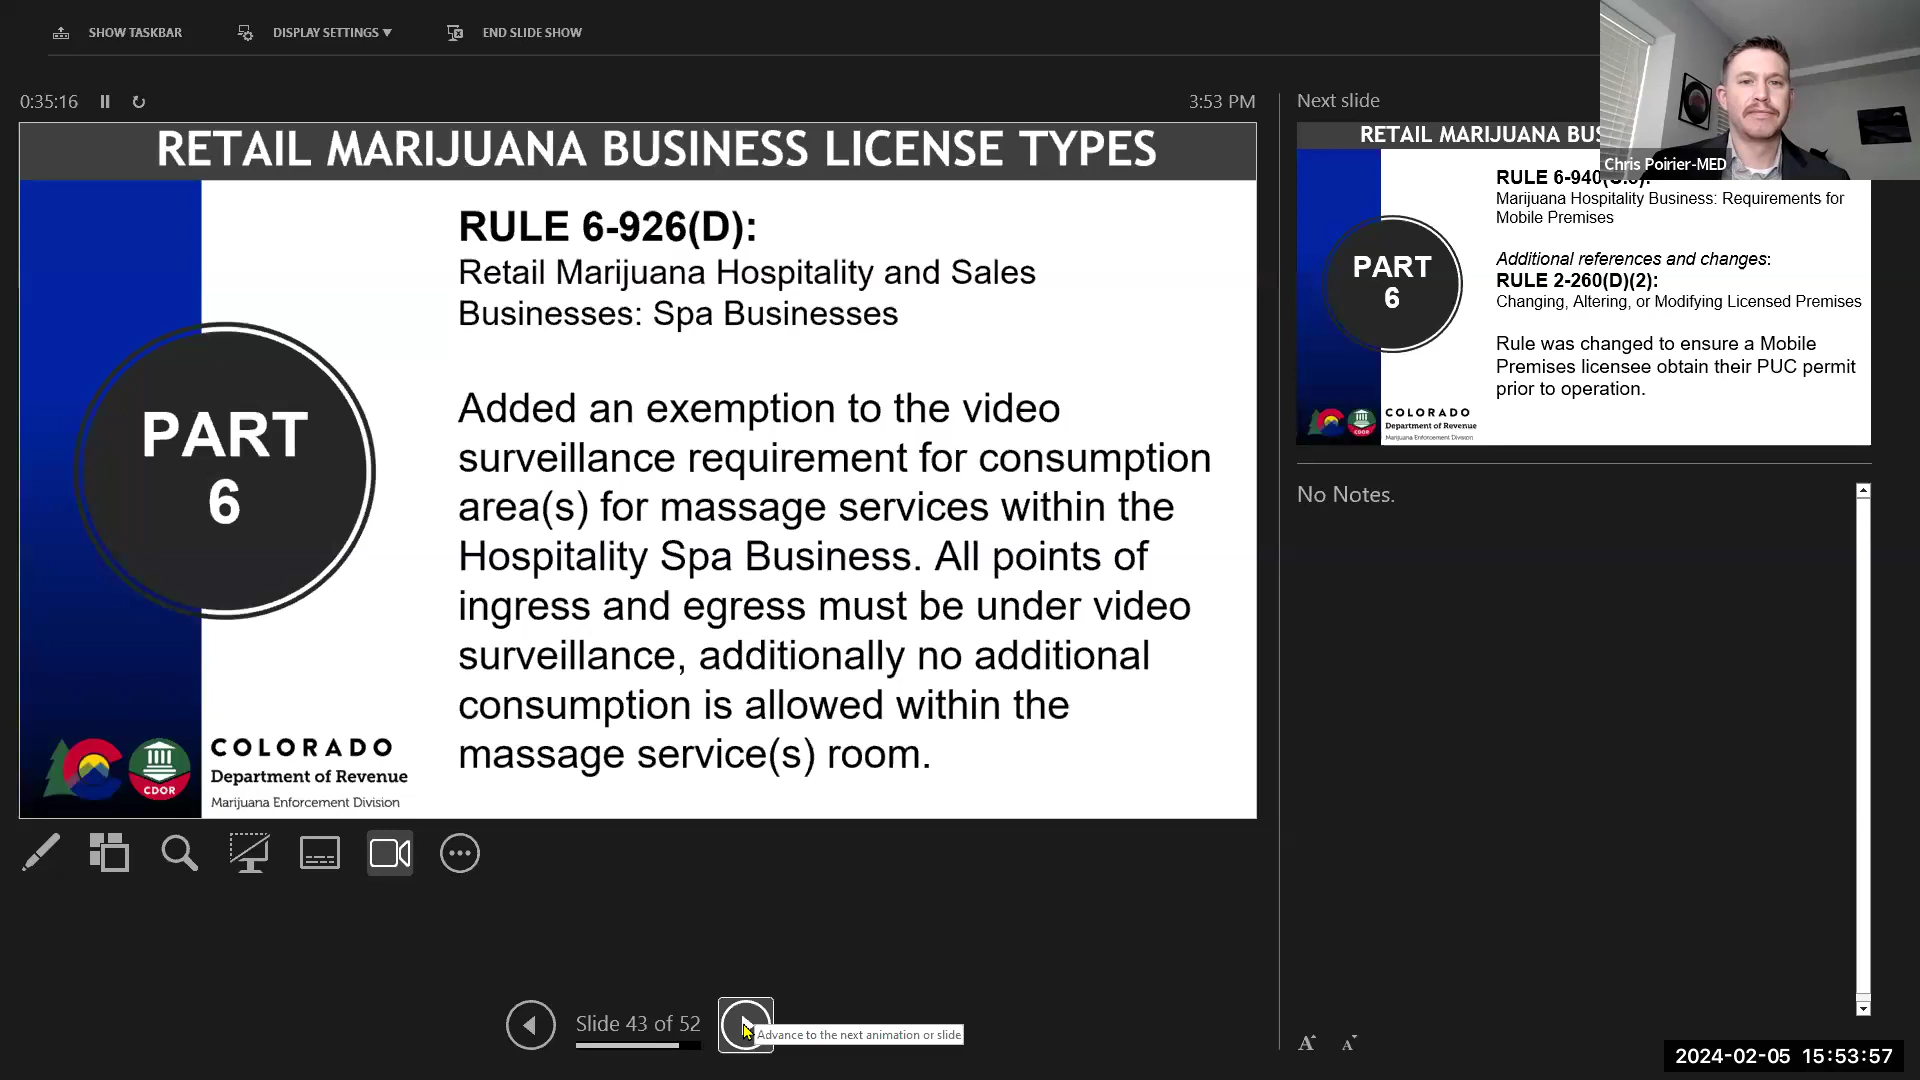 SHOW TASKBAR
DISPLAY SETTINGS
END SLIDE SHOW
0:35:16
3:53 PM
RETAIL MARIJUANA BUSINESS LICENSE TYPES
PART
6
RULE 6-926(D):
Retail Marijuana Hospitality and Sales
Businesses: Spa Businesses
Added an exemption to the video
surveillance requirement for consumption
area(s) for massage services within the
Hospitality Spa Business. All points of
ingress and egress must be under video
surveillance, additionally no additional
consumption is allowed within the
massage service(s) room.
CDOR
COLORADO
Department of Revenue
Marijuana Enforcement Division
Slide 43 of 52
Advance to the next animation or slide
Next slide
RETAIL MARIJUANA BUS
Chris Poirier-MED
PART
6
RULE 6-940
Marijuana Hospitality Business: Requirements for
Mobile Premises
Additional references and changes:
RULE 2-260(D)(2):
Changing, Altering, or Modifying Licensed Premises
Rule was changed to ensure a Mobile
Premises licensee obtain their PUC permit
prior to operation.
CDOR
COLORADO
Department of Revenue
Marijuana Enforcement Division
No Notes.
A A
2024-02-05 15:53:57